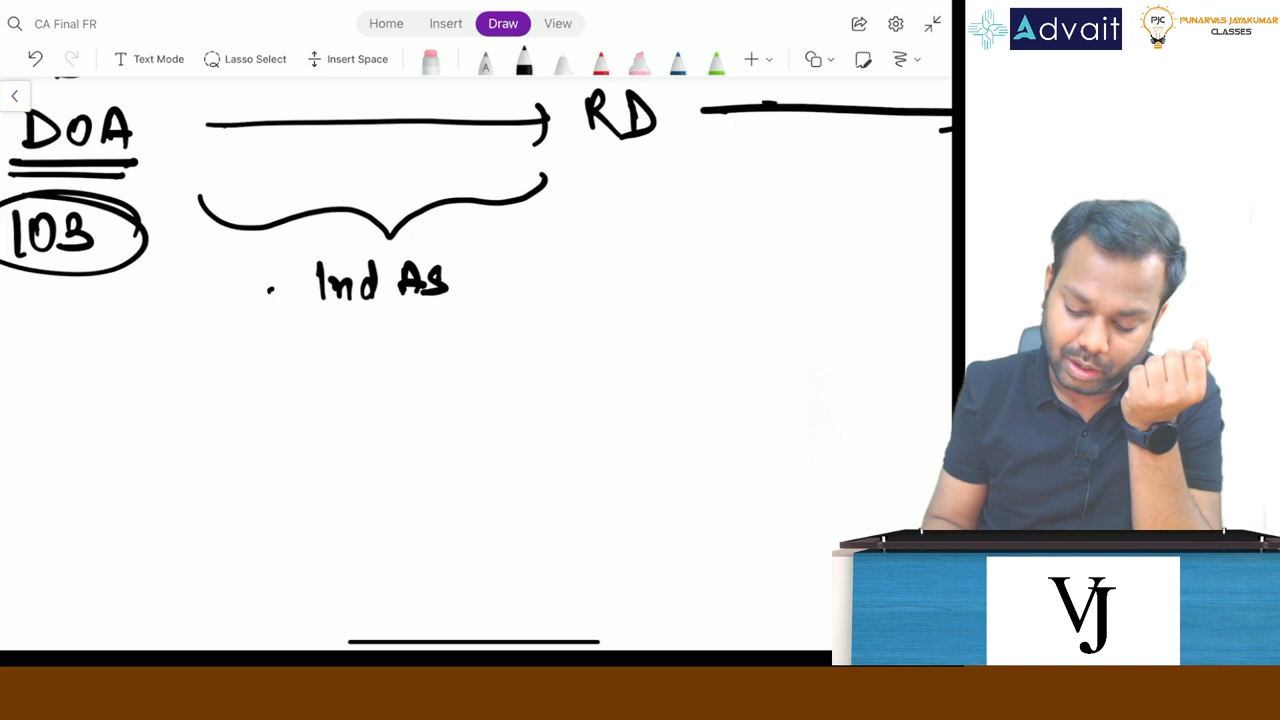 CA Final FR
Home Insert Draw View
Text Mode Lasso Select Insert Space
A
Advait
PJC
PUNARVAS JAYAKUMAR
CLASSES
DOA
RD
103
Ind AS
VJ